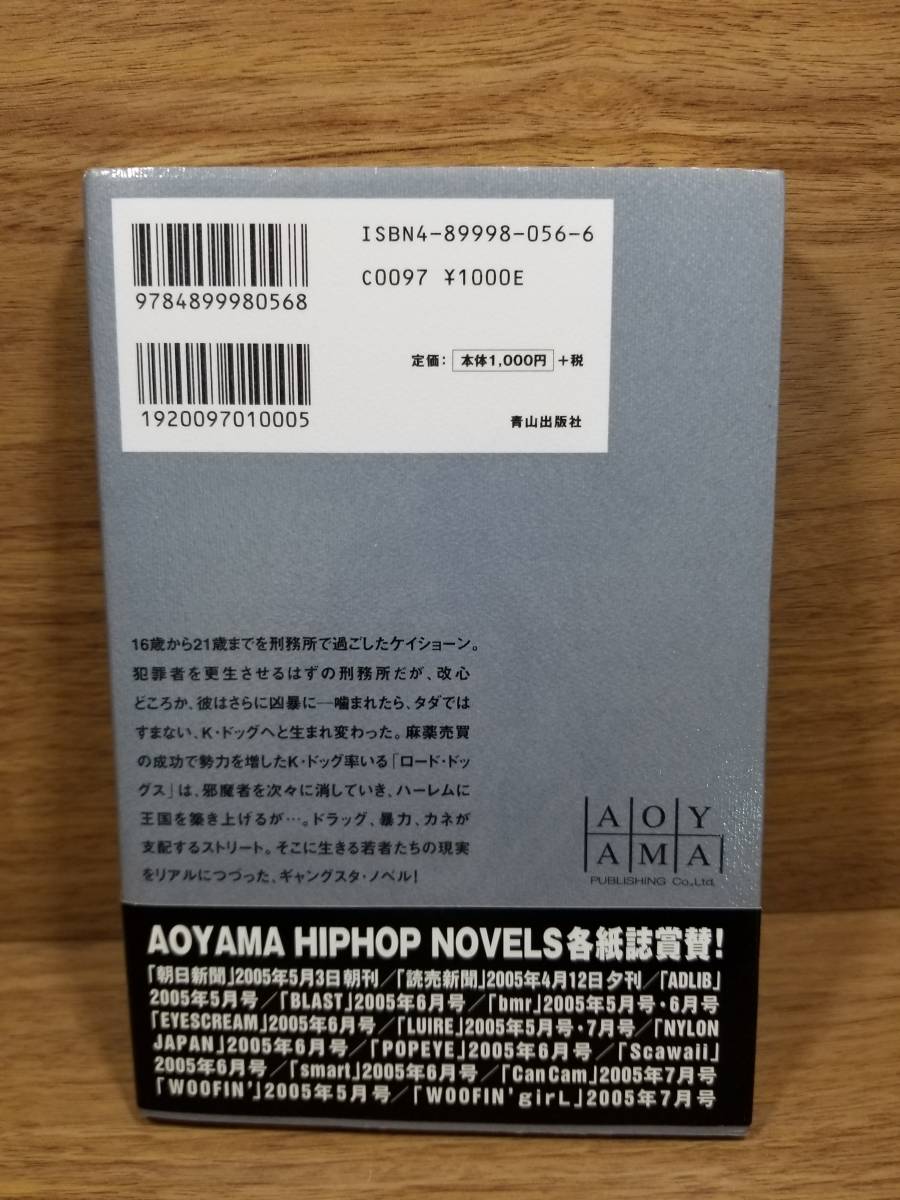 ISBN4-89998-056-6
9784899980568
C0097 ¥1000E
1920097010005
定価：本体1,000円+税
青山出版社
16歳から21歳までを刑務所で過ごしたケイショーン。
犯罪者を更生させるはずの刑務所だが、改心
どころか、彼はさらに凶暴に─噛まれたら、タダでは
すまない、K・ドッグへと生まれ変わった。麻薬売買
の成功で勢力を増したK・ドッグ率いる「ロード・ドッ
グス」は、邪魔者を次々に消していき、ハーレムに
王国を築き上げるが…。ドラッグ、暴力、カネが
支配するストリート。そこに生きる若者たちの現実
をリアルにつづった、ギャングスタ・ノベル！
AOY
AMA
PUBLISHING Co.,Ltd.
AOYAMA HIPHOP NOVELS各紙誌賞賛！
「朝日新聞」2005年5月3日朝刊／「読売新聞」2005年4月12日夕刊／「ADLIB」
2005年5月号／「BLAST」2005年6月号／「bmr」2005年5月号・6月号
「EYESCREAM」2005年6月号／「LUIRE」2005年5月号・7月号／「NYLON
JAPAN」2005年6月号／「POPEYE」2005年6月号／「Scawaii」
2005年6月号／「smart」2005年6月号／「CanCam」2005年7月号
「WOOFIN'」2005年5月号／「WOOFIN'girL」2005年7月号